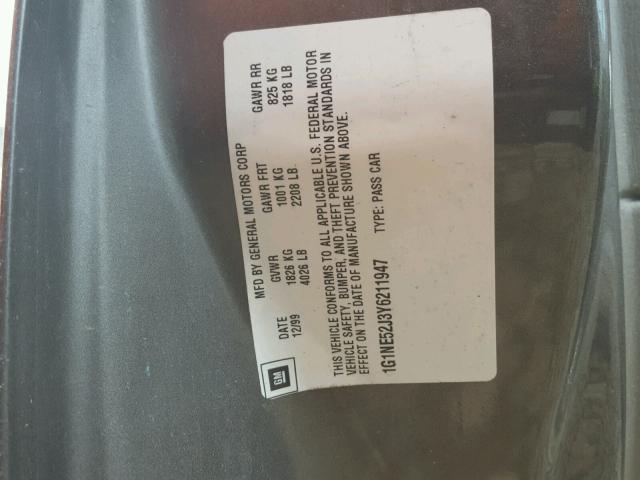 GM
MFD BY GENERAL MOTORS CORP
DATE GVWR GAWR FRT GAWR RR
12/99 1826 KG 1001 KG 825 KG
4026 LB 2208 LB 1818 LB
THIS VEHICLE CONFORMS TO ALL APPLICABLE U.S. FEDERAL MOTOR
VEHICLE SAFETY, BUMPER, AND THEFT PREVENTION STANDARDS IN
EFFECT ON THE DATE OF MANUFACTURE SHOWN ABOVE.
1G1NE52J3Y6211947 TYPE: PASS CAR